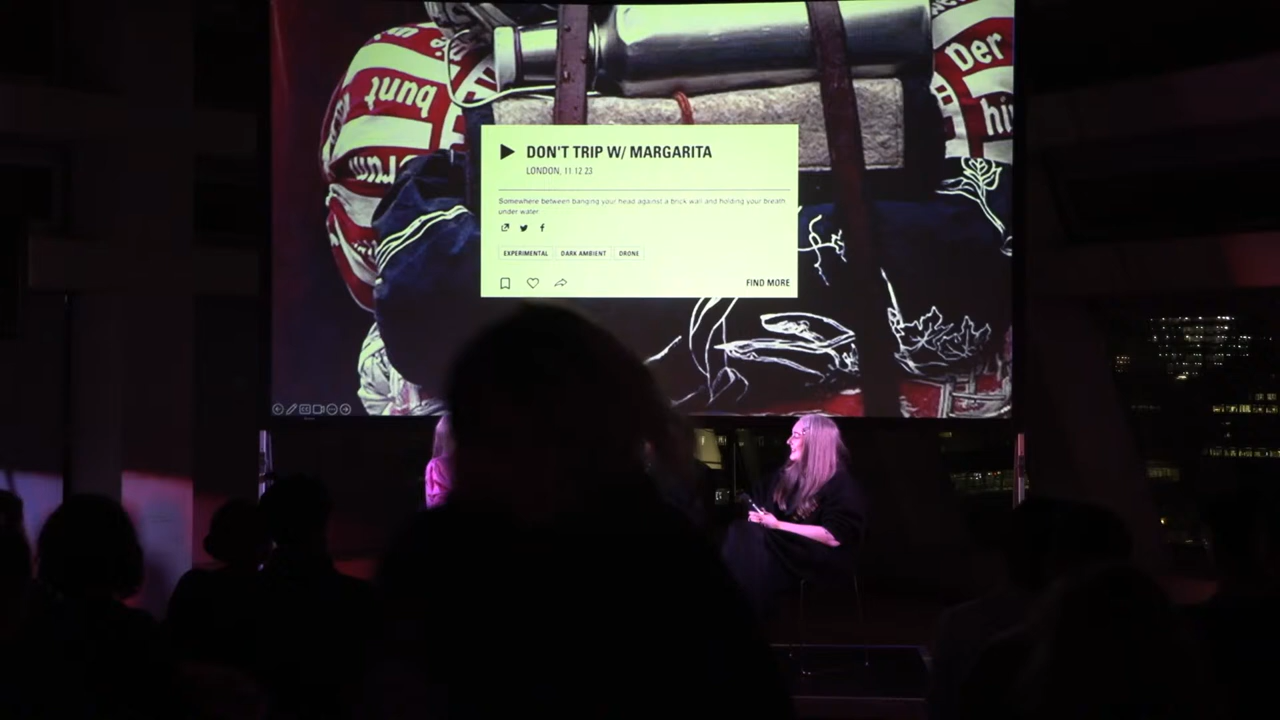 bunt
Der
hi
DON'T TRIP W/ MARGARITA
LONDON, 11 12 23
Somewhere between banging your head against a brick wall and holding your breath
under water.
EXPERIMENTAL
DARK AMBIENT
DRONE
FIND MORE